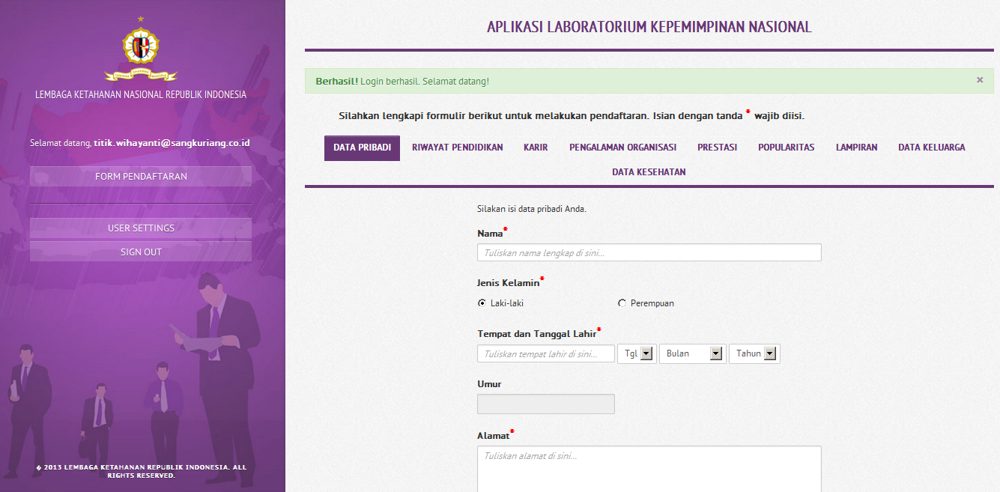 LEMBAGA KETAHANAN NASIONAL REPUBLIK INDONESIA
Selamat datang, titik.wihayanti@sangkuriang.co.id
FORM PENDAFTARAN
USER SETTINGS
SIGN OUT
� 2013 LEMBAGA KETAHANAN NASIONAL REPUBLIK INDONESIA. ALL
RIGHTS RESERVED.
APLIKASI LABORATORIUM KEPEMIMPINAN NASIONAL
Berhasil! Login berhasil. Selamat datang! ×
Silahkan lengkapi formulir berikut untuk melakukan pendaftaran. Isian dengan tanda * wajib diisi.
DATA PRIBADI RIWAYAT PENDIDIKAN KARIR PENGALAMAN ORGANISASI PRESTASI POPULARITAS LAMPIRAN DATA KELUARGA
DATA KESEHATAN
Silakan isi data pribadi Anda.
Nama*
Tuliskan nama lengkap di sini...
Jenis Kelamin*
Laki-laki Perempuan
Tempat dan Tanggal Lahir*
Tuliskan tempat lahir di sini... Tgl Bulan Tahun
Umur
Alamat*
Tuliskan alamat di sini...